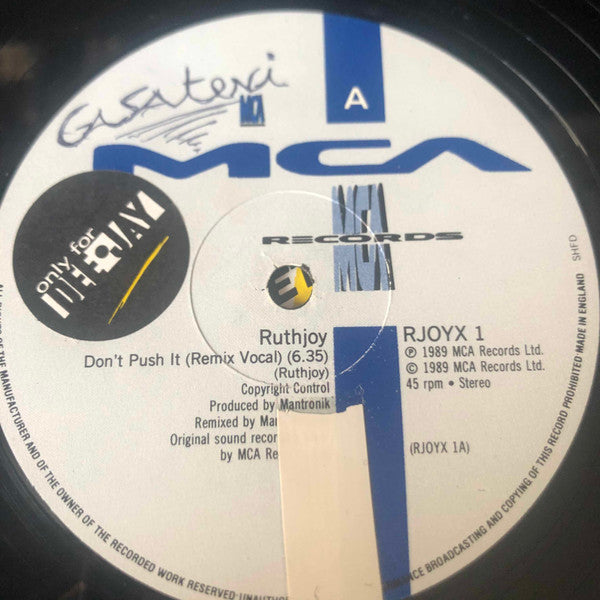 A
MCA
MCA
RECORDS
MCA
only for
DEEJAY
SHFD
Ruthjoy
Don't Push It (Remix Vocal) (6.35)
(Ruthjoy)
Copyright Control
Produced by Mantronik
Remixed by
Original sound
by MCA
RJOYX 1
℗ 1989 MCA Records Ltd.
© 1989 MCA Records Ltd.
45 rpm • Stereo
(RJOYX 1A)
OF THE MANUFACTURER AND OF THE OWNER OF THE RECORDED WORK RESERVED
BROADCASTING AND COPYING OF THIS RECORD PROHIBITED MADE IN ENGLAND